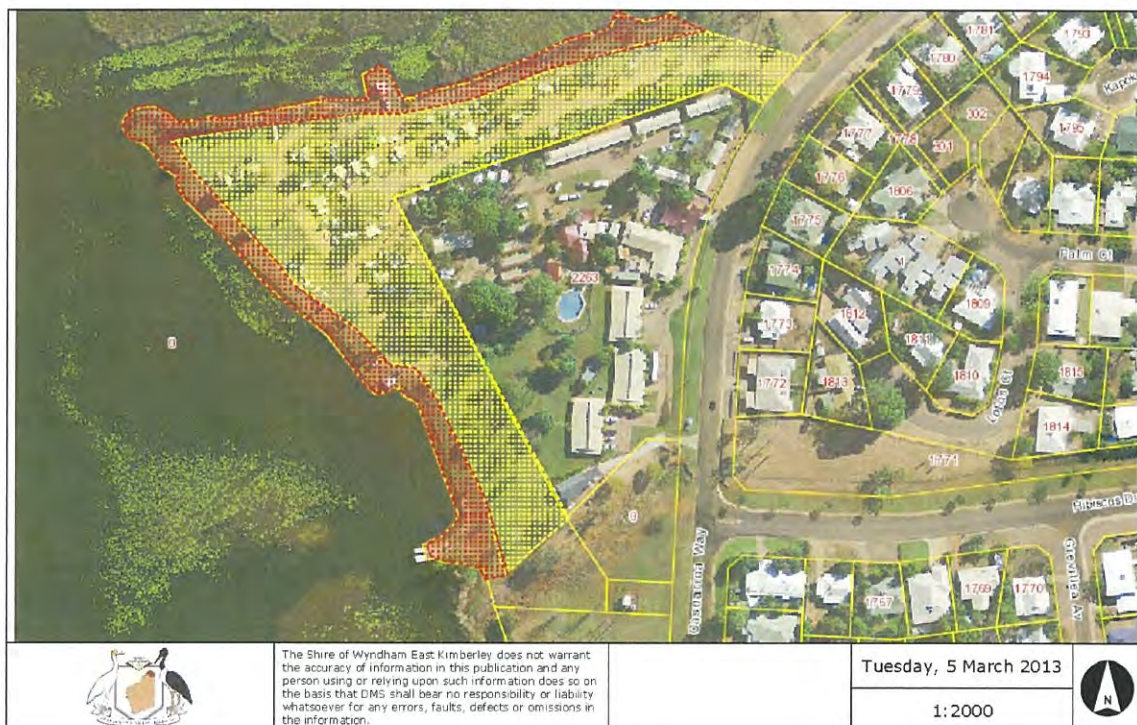 1781
1793
1780
1794
1779
302
1795
1777
1778
301
1776
1806
1775
Palm Ct
1
2263
1774
1809
1812
1773
1811
0
1772
1813
1810
1815
Lotus Ct
1814
1771
Hibiscus D
0
Casuarina Way
Grevillea Av
1767
1769
1770
The Shire of Wyndham East Kimberley does not warrant
the accuracy of information in this publication and any
person using or relying upon such information does so on
the basis that DMS shall bear no responsibility or liability
whatsoever for any errors, faults, defects or omissions in
the information.
Tuesday, 5 March 2013
1:2000
N